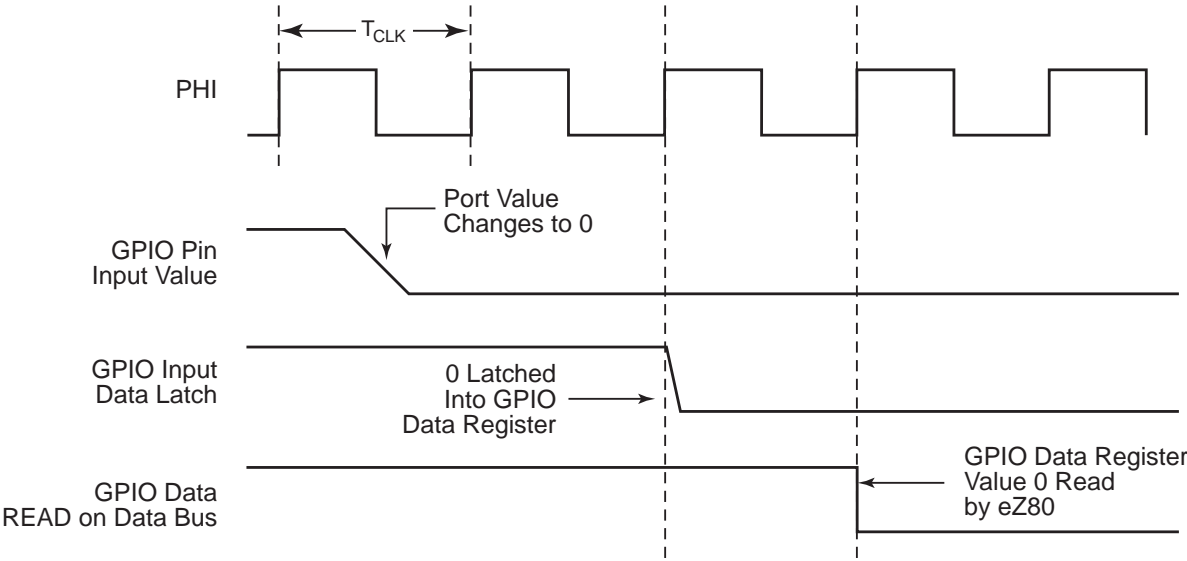 TCLK
PHI
Port Value
Changes to 0
GPIO Pin
Input Value
GPIO Input
Data Latch
0 Latched
Into GPIO
Data Register
GPIO Data
READ on Data Bus
GPIO Data Register
Value 0 Read
by eZ80